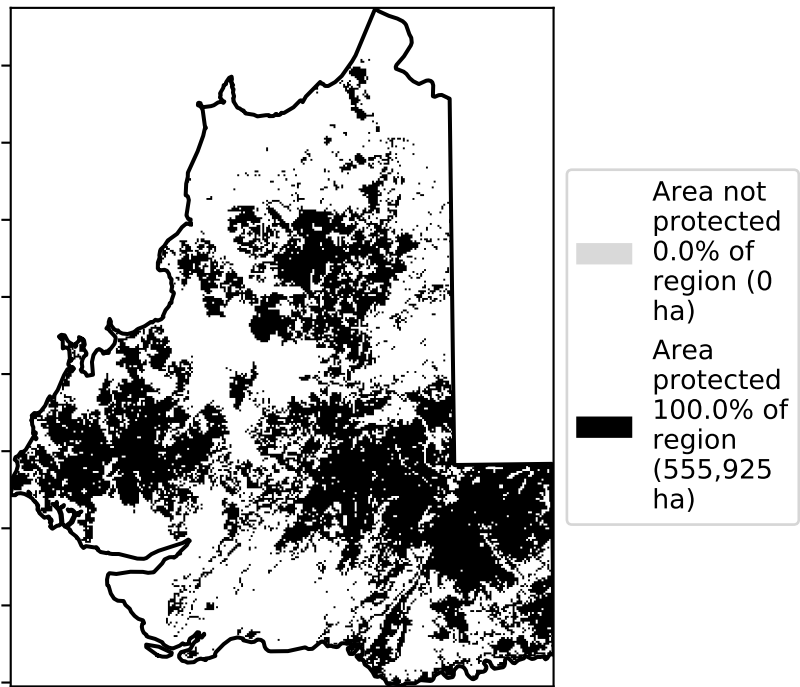 Area not
protected
0.0% of
region (0
ha)
Area
protected
100.0% of
region
(555,925
ha)